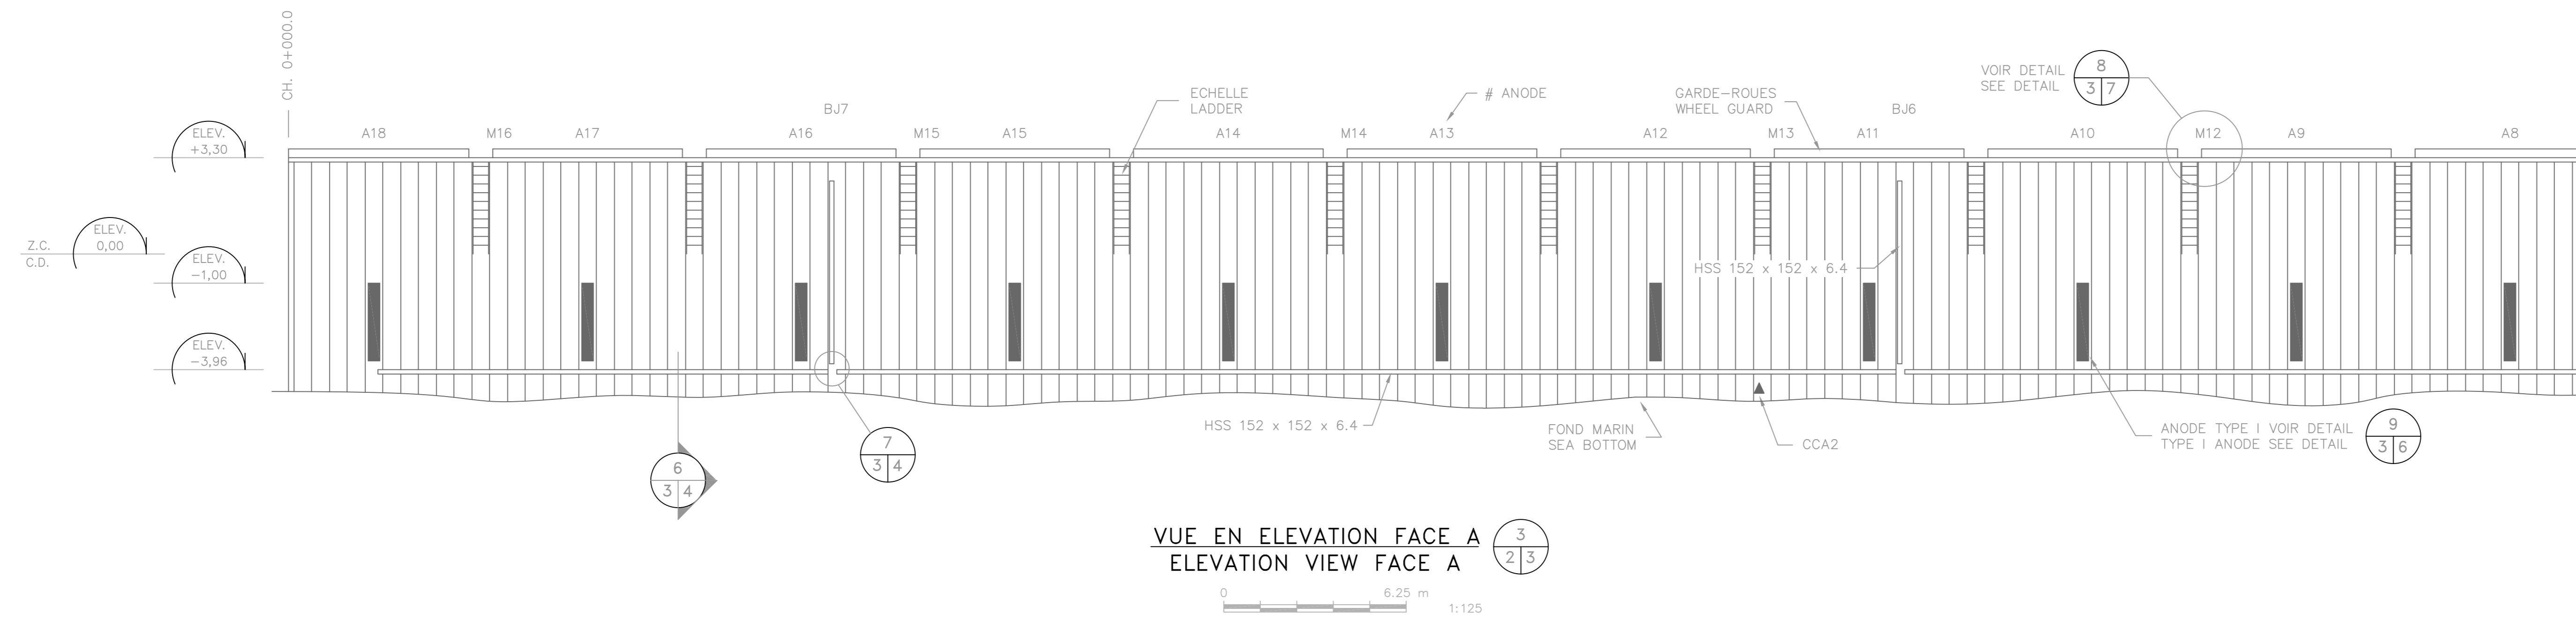 CH. 0+000.0
VOIR DETAIL
SEE DETAIL
8
3 7
ECHELLE
LADDER
# ANODE
GARDE-ROUES
WHEEL GUARD
BJ7
BJ6
A18 M16 A17 A16 M15 A15 A14 M14 A13 A12 M13 A11 A10 M12 A9 A8
ELEV.
+3,30
Z.C.
C.D.
ELEV.
0,00
ELEV.
-1,00
HSS 152 x 152 x 6.4
ELEV.
-3,96
HSS 152 x 152 x 6.4
FOND MARIN
SEA BOTTOM
CCA2
ANODE TYPE I VOIR DETAIL
TYPE I ANODE SEE DETAIL
9
3 6
7
3 4
6
3 4
VUE EN ELEVATION FACE A
ELEVATION VIEW FACE A
3
2 3
0 6.25 m
1:125